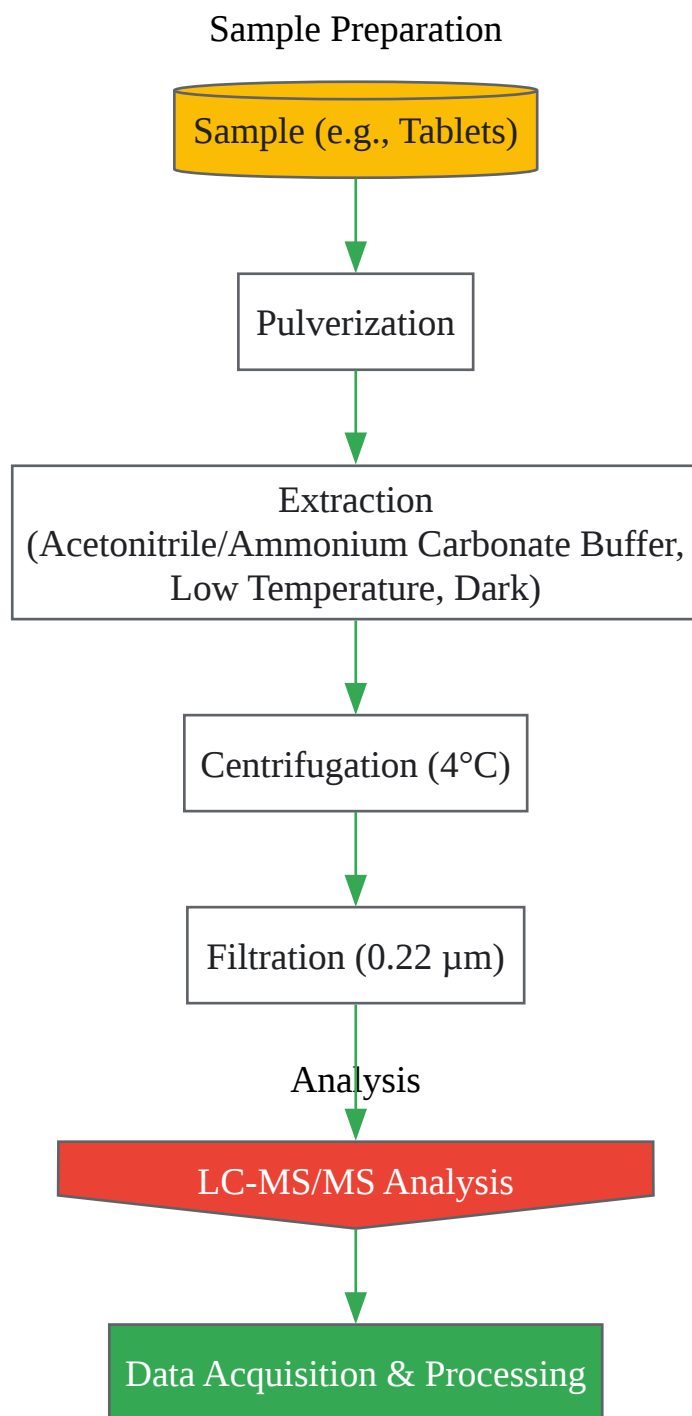 Sample Preparation
Sample (e.g., Tablets)
Pulverization
Extraction
(Acetonitrile/Ammonium Carbonate Buffer,
Low Temperature, Dark)
Centrifugation (4°C)
Filtration (0.22 µm)
Analysis
LC-MS/MS Analysis
Data Acquisition & Processing